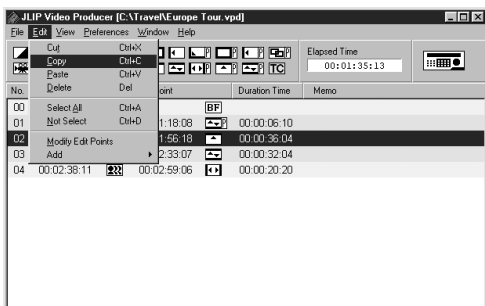 JLIP Video Producer [C:\Travel\Europe Tour.vpd]
File Edit View Preferences Window Help
Cut Ctrl+X
Copy Ctrl+C
Paste Ctrl+V
Delete Del
Select All Ctrl+A
Not Select Ctrl+D
Modify Edit Points
Add
P P P
P P P TC
Elapsed Time
00:01:35:13
No. oint Duration Time Memo
00 BF
01 1:18:08 P 00:00:06:10
02 1:56:18 00:00:36:04
03 2:33:07 00:00:32:04
04 00:02:38:11 00:02:59:06 00:00:20:20